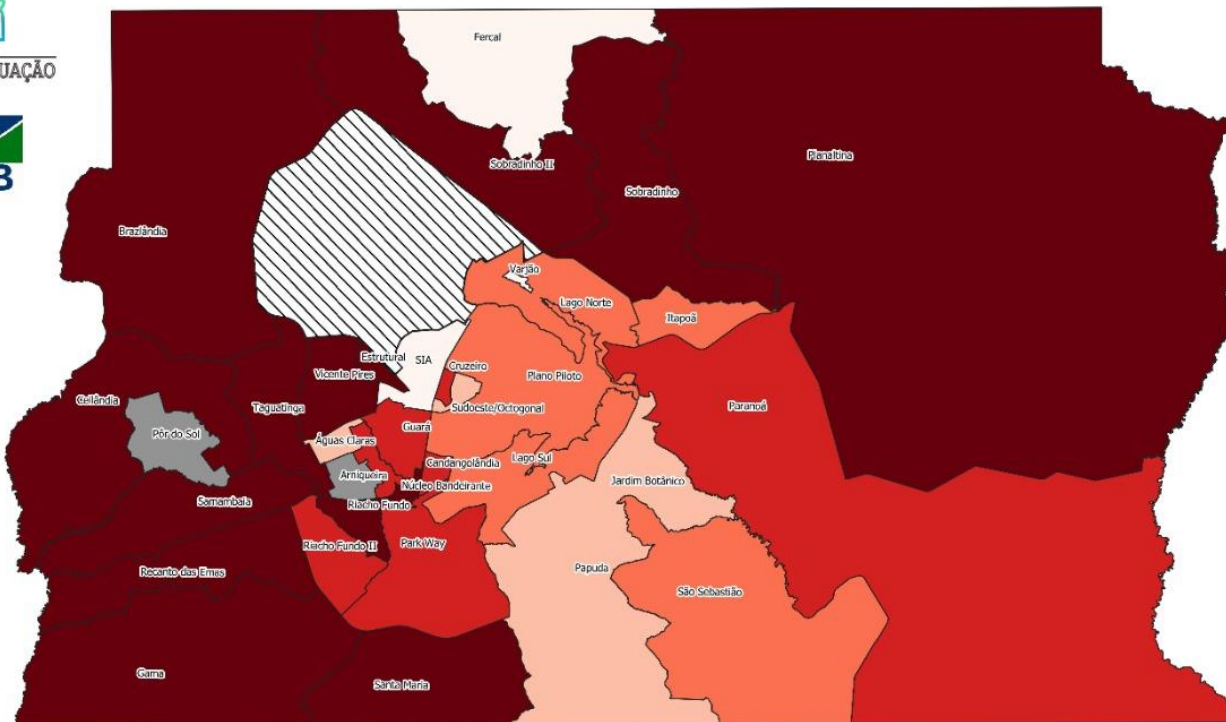 UAÇÃO
B
Fercal
Sobradinho II
Planaltina
Sobradinho
Brazlândia
Varjão
Lago Norte
Itapoã
Estrutural
SIA
Vicente Pires
Cruzeiro
Plano Piloto
Ceilândia
Taguatinga
Sudoeste/Octogonal
Paranoá
Guará
Pôr do Sol
Águas Claras
Lago Sul
Candangolândia
Arniqueira
Jardim Botânico
Núcleo Bandeirante
Samambaia
Riacho Fundo
Riacho Fundo II
Park Way
Papuda
Recanto das Emas
São Sebastião
Gama
Santa Maria